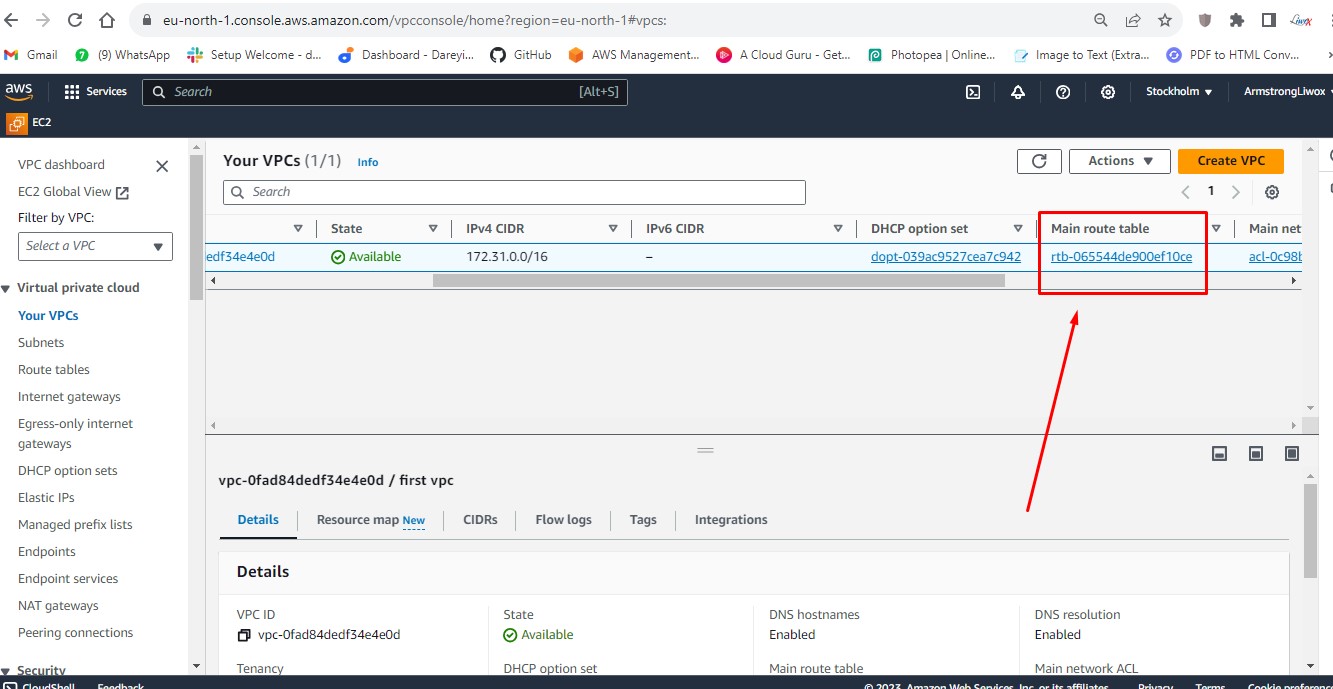 eu-north-1.console.aws.amazon.com/vpcconsole/home?region=eu-north-1#vpcs:
Gmail (9) WhatsApp Setup Welcome - d... Dashboard - Dareyi... GitHub AWS Management... A Cloud Guru - Get... Photopea | Online... Image to Text (Extra... PDF to HTML Conv...
aws Services Search [Alt+S] Stockholm ArmstrongLiwox
EC2
VPC dashboard
EC2 Global View
Filter by VPC:
Select a VPC
Virtual private cloud
Your VPCs
Subnets
Route tables
Internet gateways
Egress-only internet
gateways
DHCP option sets
Elastic IPs
Managed prefix lists
Endpoints
Endpoint services
NAT gateways
Peering connections
Security
Your VPCs (1/1) Info
Actions
Create VPC
Search
1
State IPv4 CIDR IPv6 CIDR DHCP option set Main route table Main net
edf34e4e0d Available 172.31.0.0/16 – dopt-039ac9527cea7c942 rtb-065544de900ef10ce acl-0c98b
vpc-0fad84dedf34e4e0d / first vpc
Details Resource map New CIDRs Flow logs Tags Integrations
Details
VPC ID State DNS hostnames DNS resolution
vpc-0fad84dedf34e4e0d Available Enabled Enabled
Tenancy DHCP option set Main route table Main network ACL
CloudShell Feedback © 2023, Amazon Web Services, Inc. or its affiliates. Privacy Terms Cookie preference